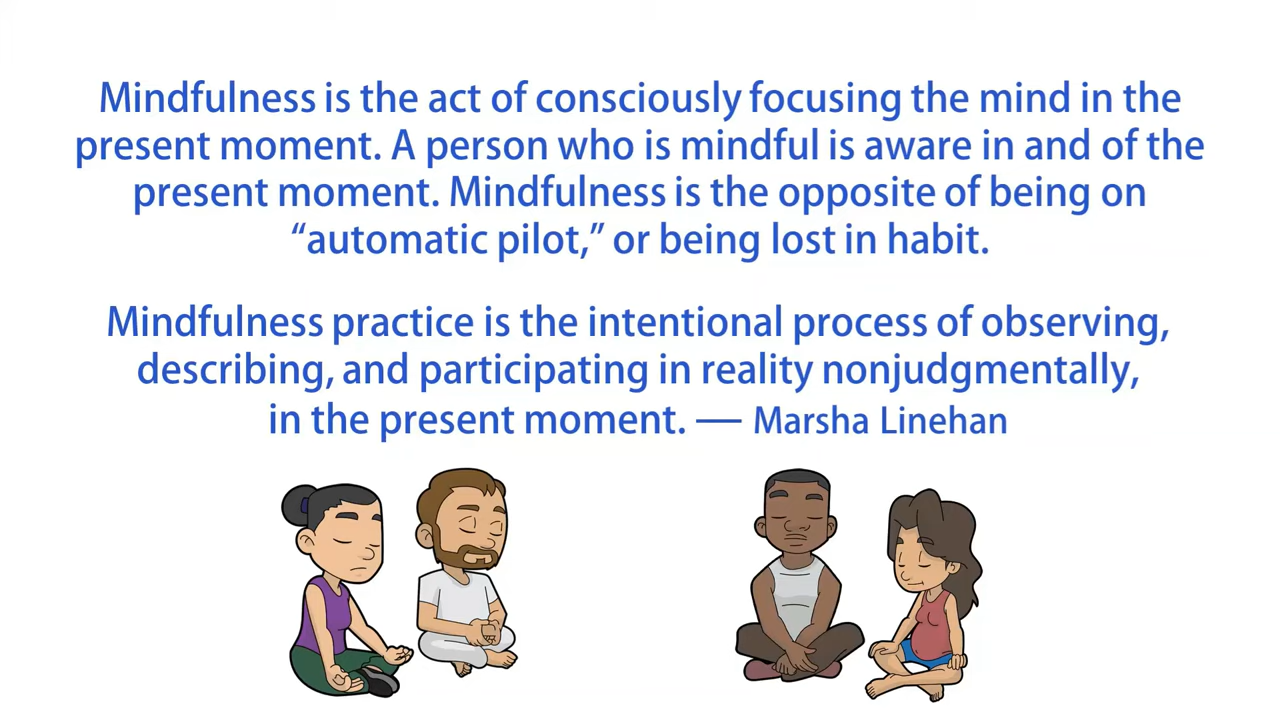 Mindfulness is the act of consciously focusing the mind in the
present moment. A person who is mindful is aware in and of the
present moment. Mindfulness is the opposite of being on
“automatic pilot,” or being lost in habit.
Mindfulness practice is the intentional process of observing,
describing, and participating in reality nonjudgmentally,
in the present moment. — Marsha Linehan